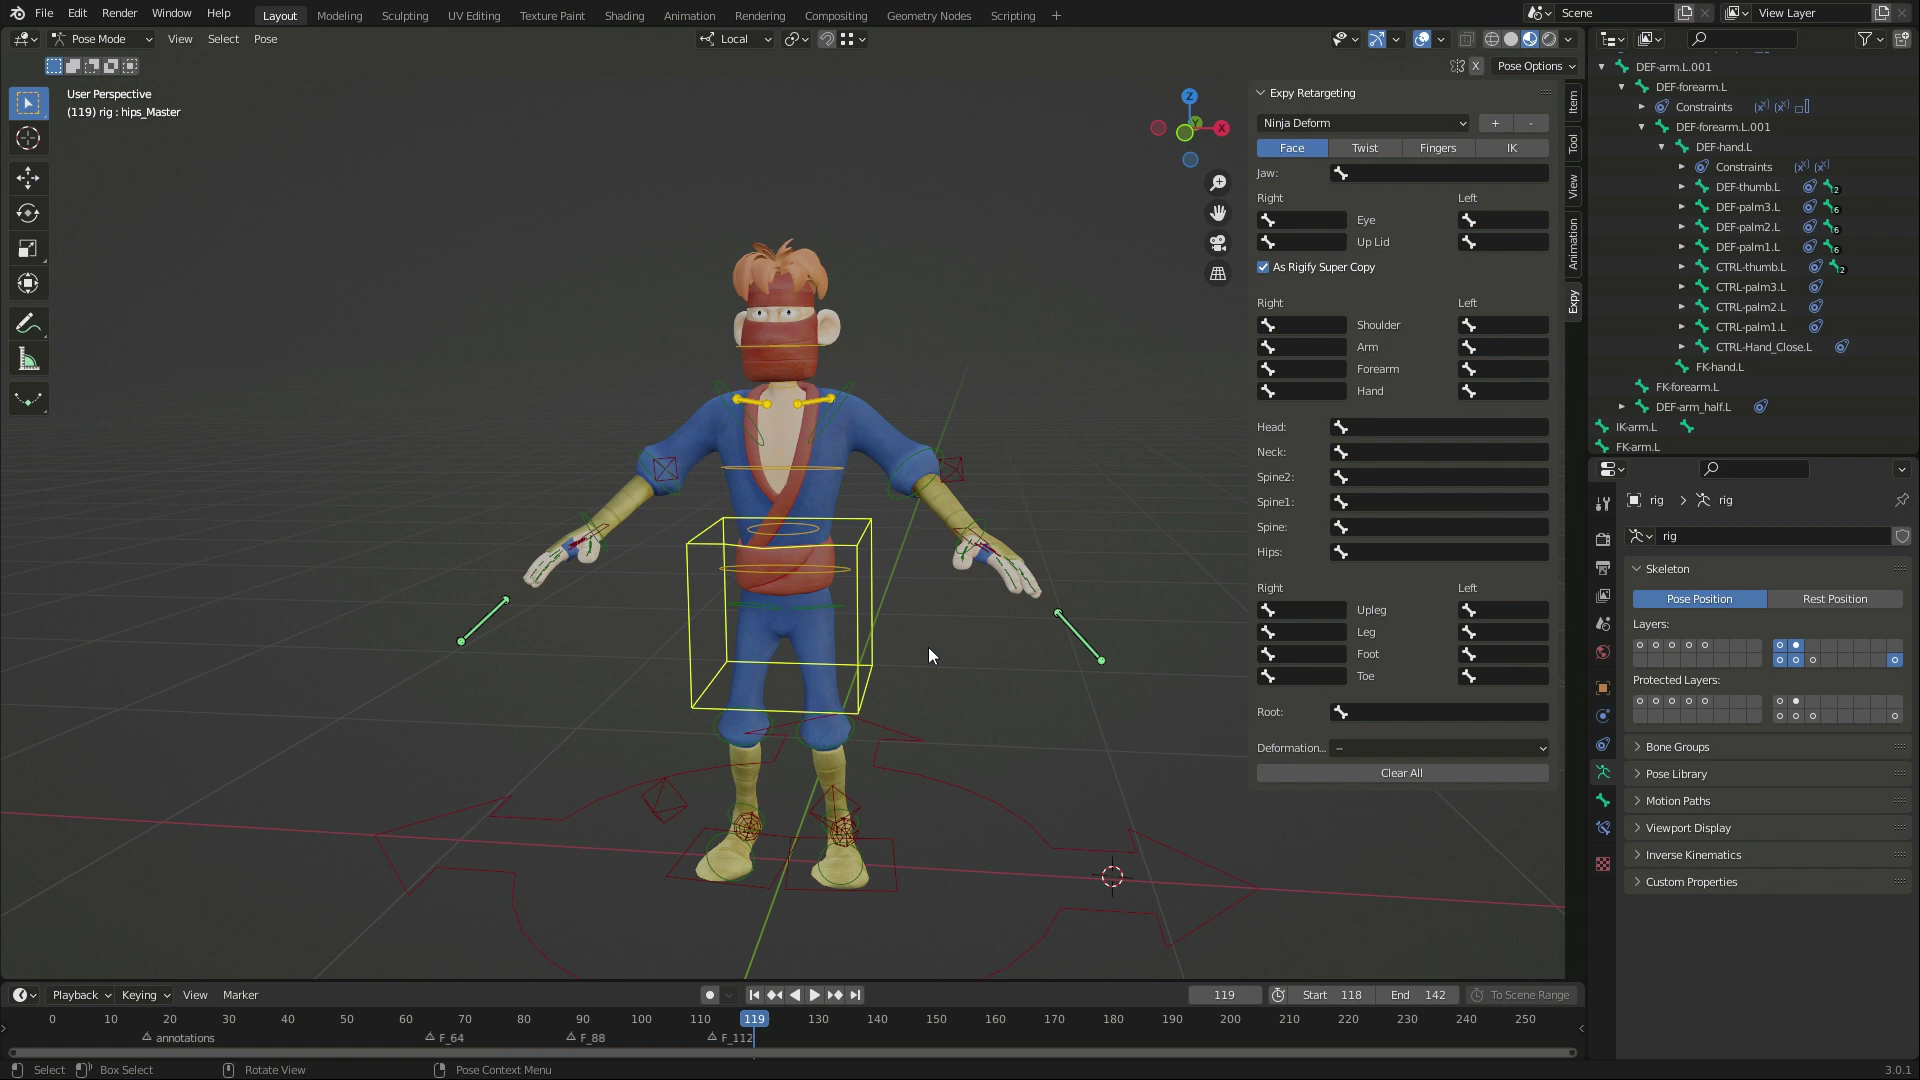 File Edit Render Window Help Layout Modeling Sculpting UV Editing Texture Paint Shading Animation Rendering Compositing Geometry Nodes Scripting + Scene View Layer
Pose Mode View Select Pose Local
X Pose Options
User Perspective
(119) rig : hips_Master
Z
Y
X
Expy Retargeting
Ninja Deform + -
Face Twist Fingers IK
Jaw:
Right Left
Eye
Up Lid
As Rigify Super Copy
Right Left
Shoulder
Arm
Forearm
Hand
Head:
Neck:
Spine2:
Spine1:
Spine:
Hips:
Right Left
Upleg
Leg
Foot
Toe
Root:
Deformation... --
Clear All
Item
Tool
View
Animation
Expy
DEF-arm.L.001
DEF-forearm.L
Constraints
DEF-forearm.L.001
DEF-hand.L
Constraints
DEF-thumb.L 2
DEF-palm3.L 6
DEF-palm2.L 6
DEF-palm1.L 6
CTRL-thumb.L 2
CTRL-palm3.L
CTRL-palm2.L
CTRL-palm1.L
CTRL-Hand_Close.L
FK-hand.L
FK-forearm.L
DEF-arm_half.L
IK-arm.L
FK-arm.L
rig > rig
rig
Skeleton
Pose Position Rest Position
Layers:
Protected Layers:
Bone Groups
Pose Library
Motion Paths
Viewport Display
Inverse Kinematics
Custom Properties
Playback Keying View Marker 119 Start 118 End 142 To Scene Range
0 10 20 30 40 50 60 70 80 90 100 110 119 130 140 150 160 170 180 190 200 210 220 230 240 250
annotations F_64 F_88 F_112
Select Box Select Rotate View Pose Context Menu 3.0.1